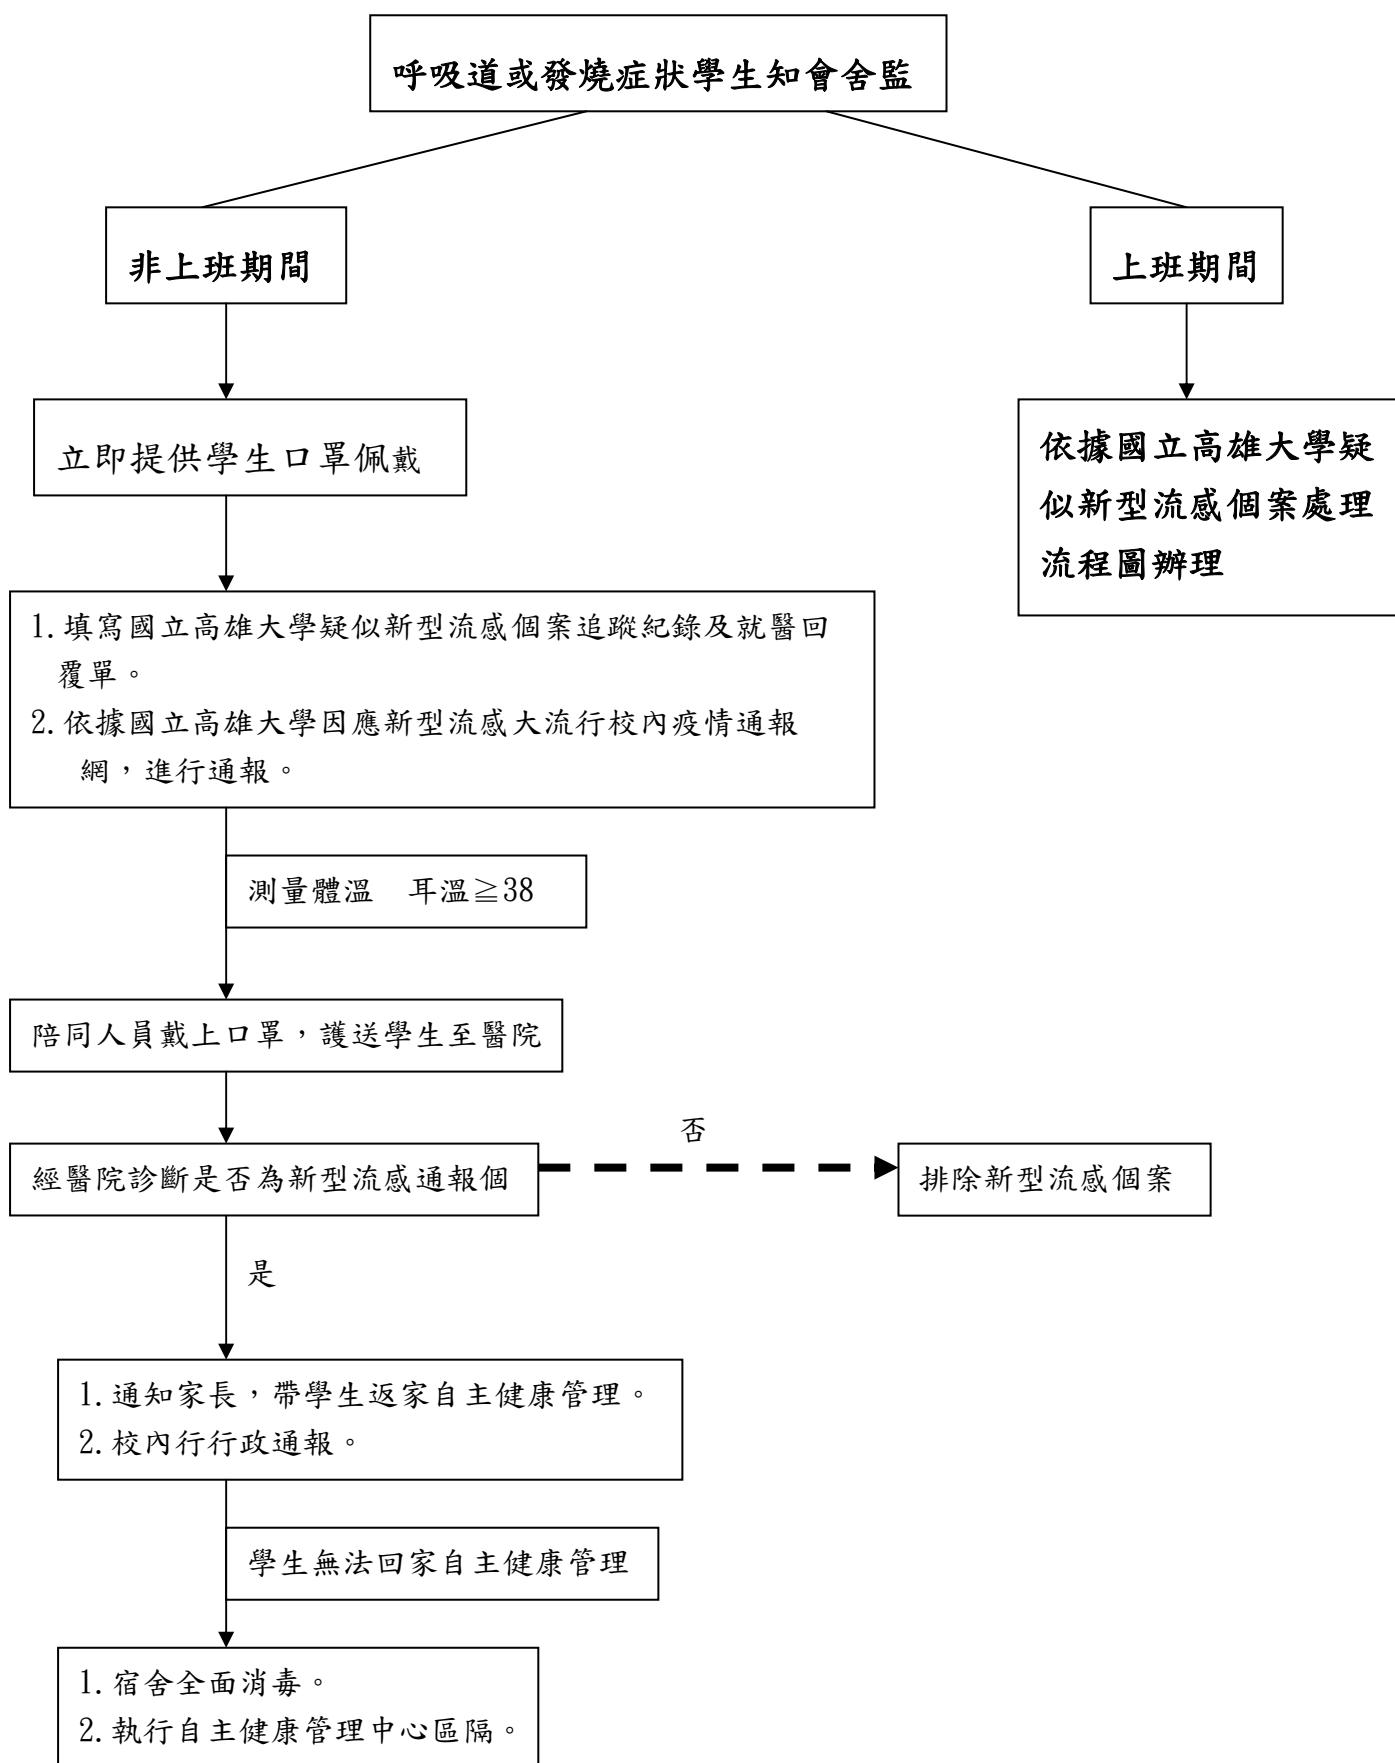 呼吸道或發燒症狀學生知會舍監
非上班期間
上班期間
立即提供學生口罩佩戴
依據國立高雄大學疑
似新型流感個案處理
流程圖辦理
1.填寫國立高雄大學疑似新型流感個案追蹤紀錄及就醫回
覆單。
2.依據國立高雄大學因應新型流感大流行校內疫情通報
網，進行通報。
測量體溫　耳溫≧38
陪同人員戴上口罩，護送學生至醫院
否
經醫院診斷是否為新型流感通報個
排除新型流感個案
是
1.通知家長，帶學生返家自主健康管理。
2.校內行行政通報。
學生無法回家自主健康管理
1.宿舍全面消毒。
2.執行自主健康管理中心區隔。